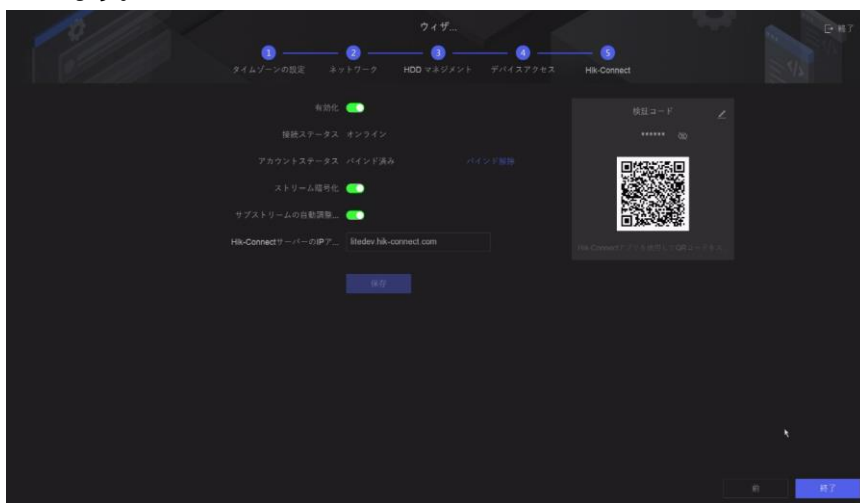 ウィザ...
終了
1
2
3
4
5
タイムゾーンの設定
ネットワーク
HDD マネジメント
デバイスアクセス
Hik-Connect
有効化
接続ステータス オンライン
アカウントステータス バインド済み バインド解除
ストリーム暗号化
サブストリームの自動調整...
Hik-ConnectサーバーのIPア... litedev.hik-connect.com
保存
検証コード
******
前
終了